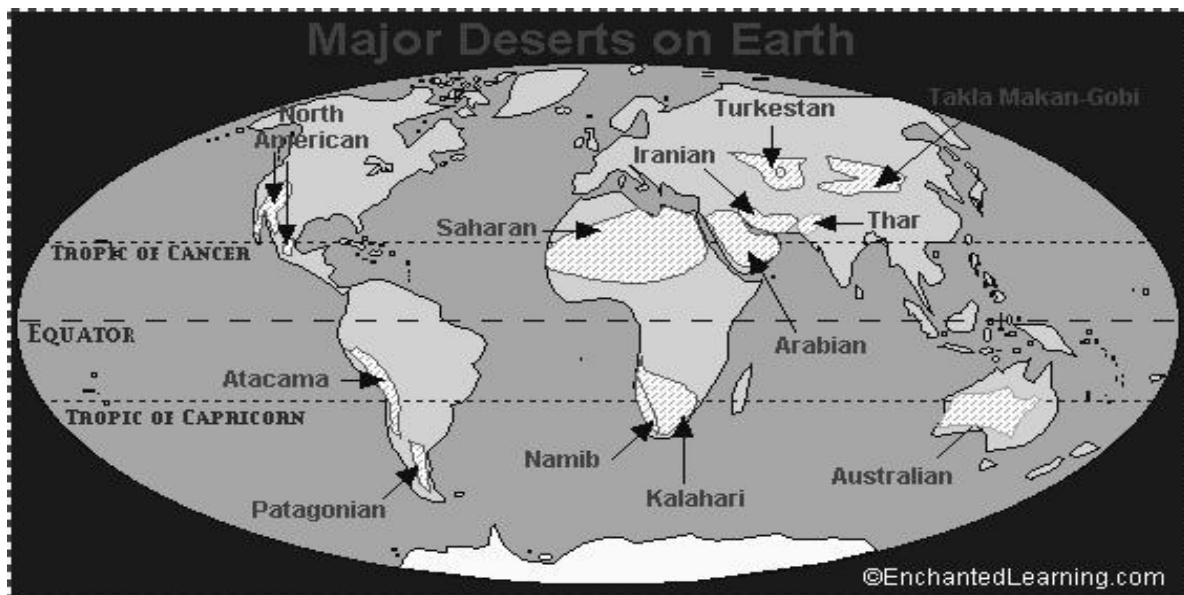 Major Deserts on Earth
North
American
Turkestan
Takla Makan-Gobi
Iranian
Saharan
Thar
TROPIC OF CANCER
EQUATOR
Arabian
Atacama
TROPIC OF CAPRICORN
Namib
Australian
Kalahari
Patagonian
©EnchantedLearning.com